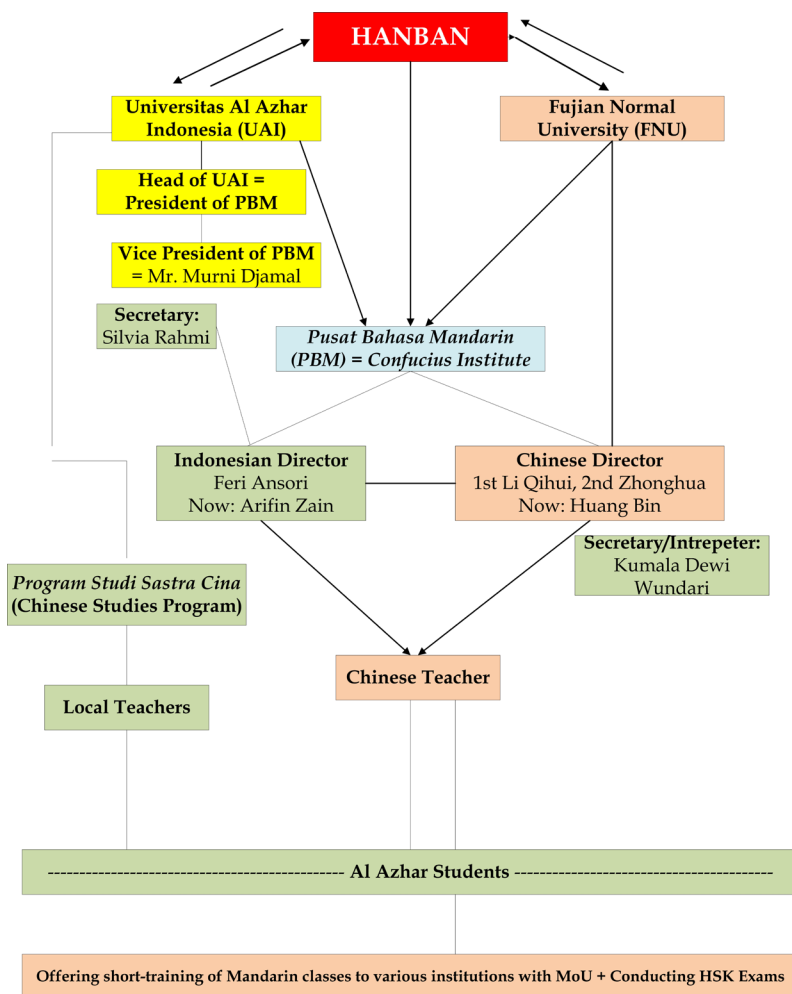 HANBAN
Universitas Al Azhar
Indonesia (UAI)
Fujian Normal
University (FNU)
Head of UAI =
President of PBM
Vice President of PBM
= Mr. Murni Djamal
Secretary:
Silvia Rahmi
Pusat Bahasa Mandarin
(PBM) = Confucius Institute
Indonesian Director
Feri Ansori
Now: Arifin Zain
Chinese Director
1st Li Qihui, 2nd Zhonghua
Now: Huang Bin
Secretary/Intrepeter:
Kumala Dewi
Wundari
Program Studi Sastra Cina
(Chinese Studies Program)
Chinese Teacher
Local Teachers
---------------------------------------------- Al Azhar Students ----------------------------------------
Offering short-training of Mandarin classes to various institutions with MoU + Conducting HSK Exams